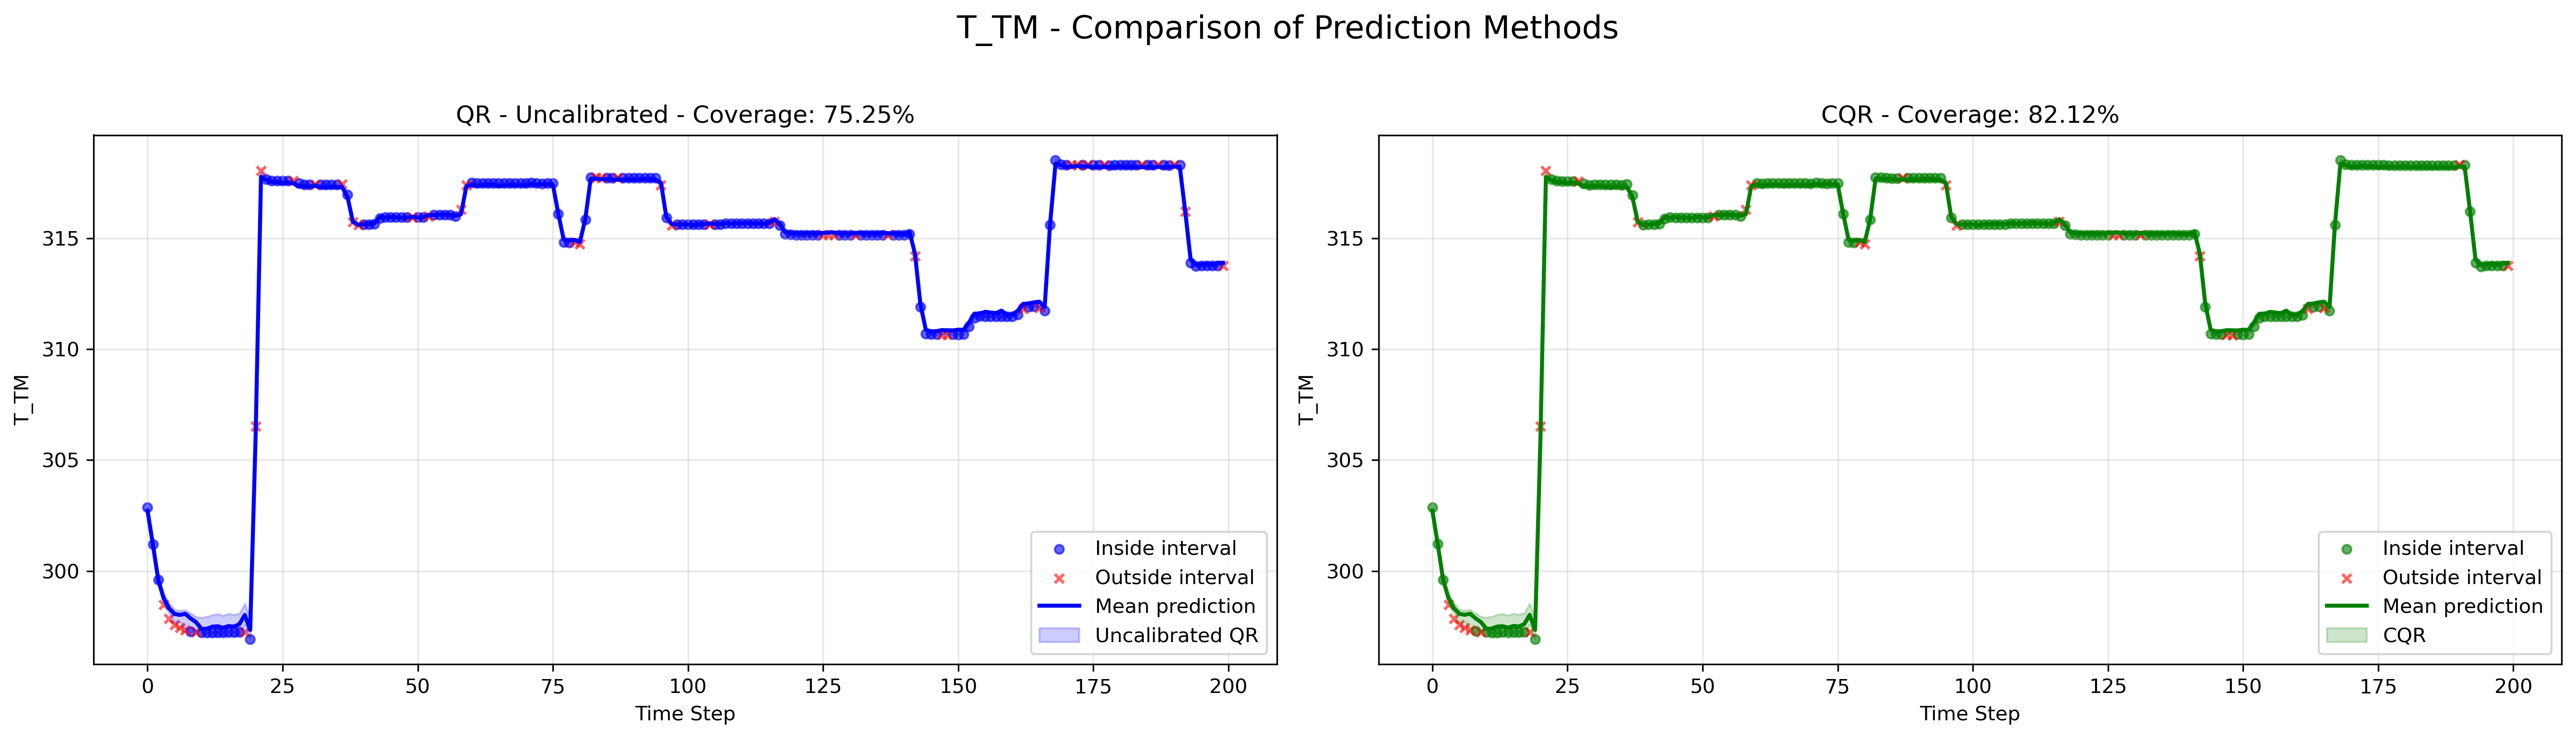 T_TM - Comparison of Prediction Methods
QR - Uncalibrated - Coverage: 75.25%
T_TM
315
310
305
300
0 25 50 75 100 125 150 175 200
Time Step
Inside interval
Outside interval
Mean prediction
Uncalibrated QR
CQR - Coverage: 82.12%
T_TM
315
310
305
300
0 25 50 75 100 125 150 175 200
Time Step
Inside interval
Outside interval
Mean prediction
CQR